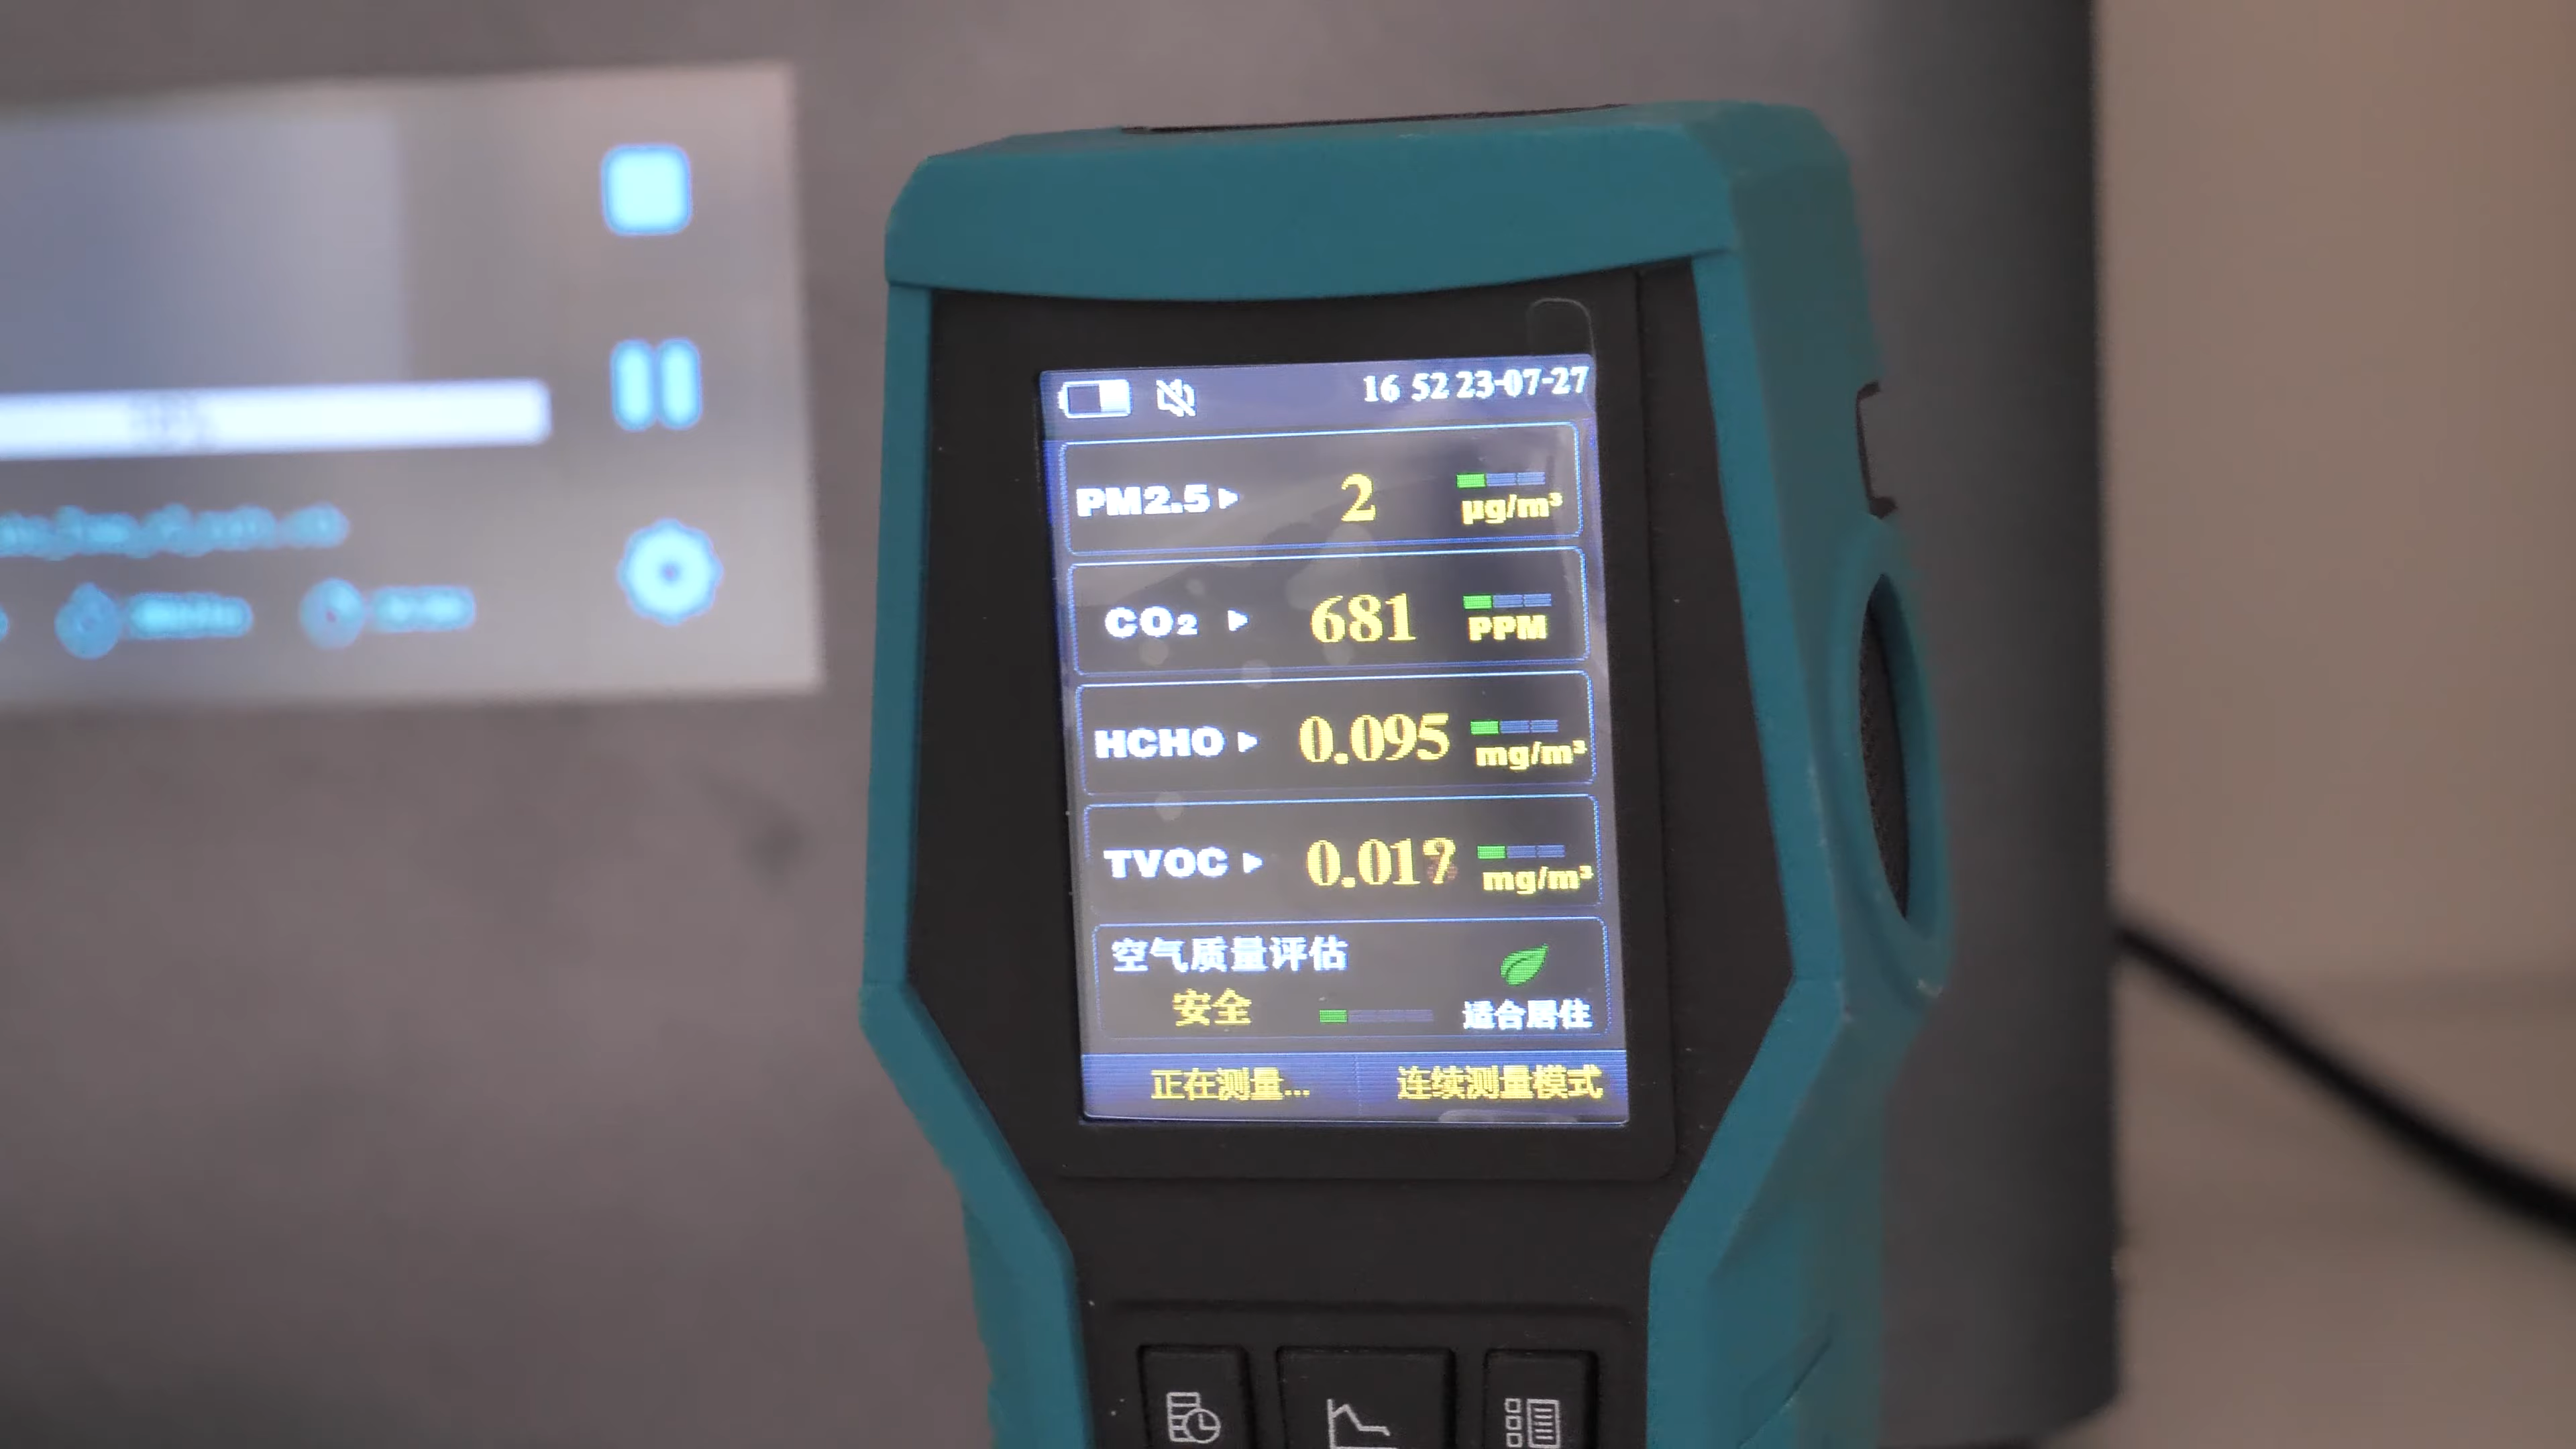 16 52 23-07-27
PM2.5 2 μg/m³
CO₂ 681 PPM
HCHO 0.095 mg/m³
TVOC mg/m³
空气质量评估
安全 适合居住
正在测量... 连续测量模式